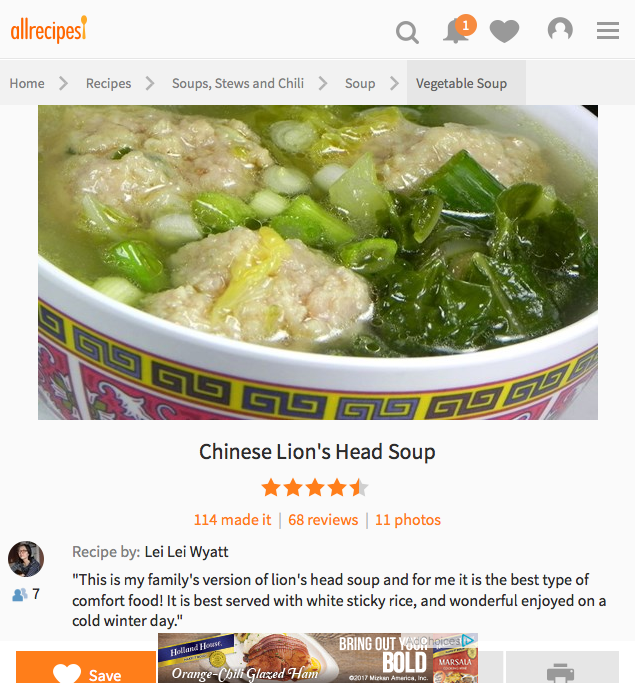 allrecipes
1
Home
Recipes
Soups, Stews and Chili
Soup
Vegetable Soup
Chinese Lion's Head Soup
114 made it | 68 reviews | 11 photos
Recipe by: Lei Lei Wyatt
7
"This is my family's version of lion's head soup and for me it is the best type of
comfort food! It is best served with white sticky rice, and wonderful enjoyed on a
cold winter day."
Holland House.
Orange-Chili Glazed Ham
BRING OUT YOUR
BOLD
AdChoices
©2017 Mizkan America, Inc.
MARSALA
Save